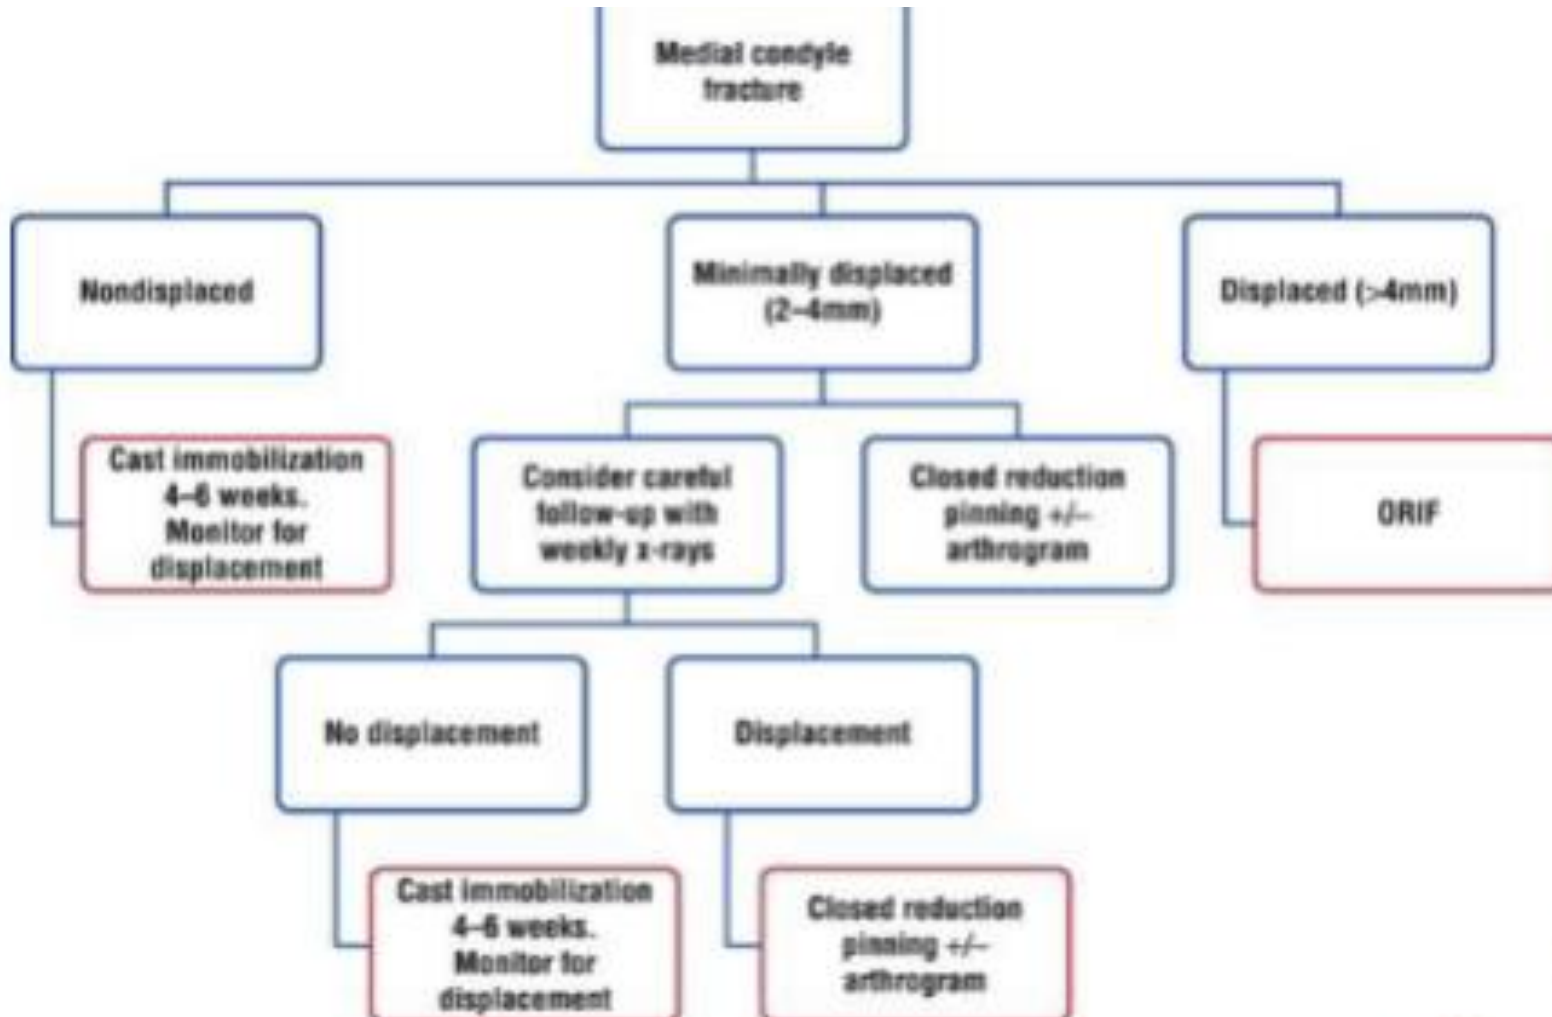 Medial condyle
fracture
Nondisplaced
Minimally displaced
(2–4mm)
Displaced (>4mm)
Cast immobilization
4–6 weeks.
Monitor for
displacement
Consider careful
follow-up with
weekly x-rays
Closed reduction
pinning +/–
arthrogram
ORIF
No displacement
Displacement
Cast immobilization
4–6 weeks.
Monitor for
displacement
Closed reduction
pinning +/–
arthrogram